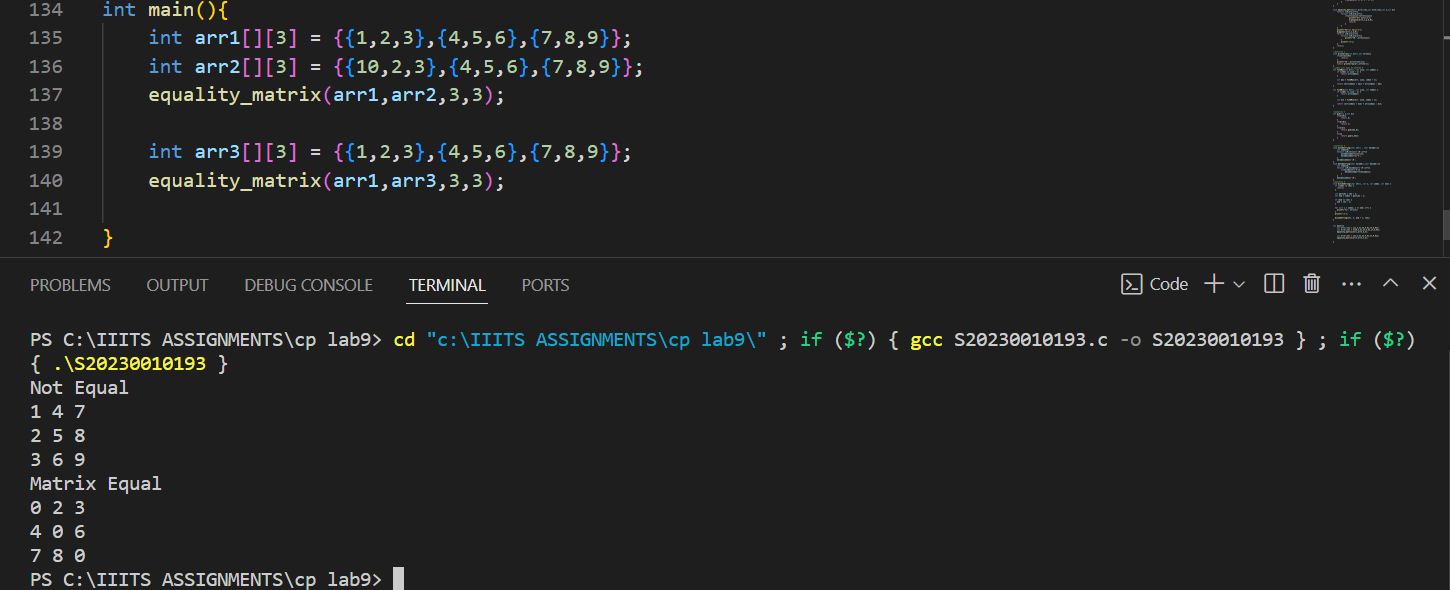 134 int main(){
135 int arr1[][3] = {{1,2,3},{4,5,6},{7,8,9}};
136 int arr2[][3] = {{10,2,3},{4,5,6},{7,8,9}};
137 equality_matrix(arr1,arr2,3,3);
138
139 int arr3[][3] = {{1,2,3},{4,5,6},{7,8,9}};
140 equality_matrix(arr1,arr3,3,3);
141
142 }
PROBLEMS OUTPUT DEBUG CONSOLE TERMINAL PORTS Code
PS C:\IIITS ASSIGNMENTS\cp lab9> cd "c:\IIITS ASSIGNMENTS\cp lab9\" ; if ($?) { gcc S20230010193.c -o S20230010193 } ; if ($?)
{ .\S20230010193 }
Not Equal
1 4 7
2 5 8
3 6 9
Matrix Equal
0 2 3
4 0 6
7 8 0
PS C:\IIITS ASSIGNMENTS\cp lab9>